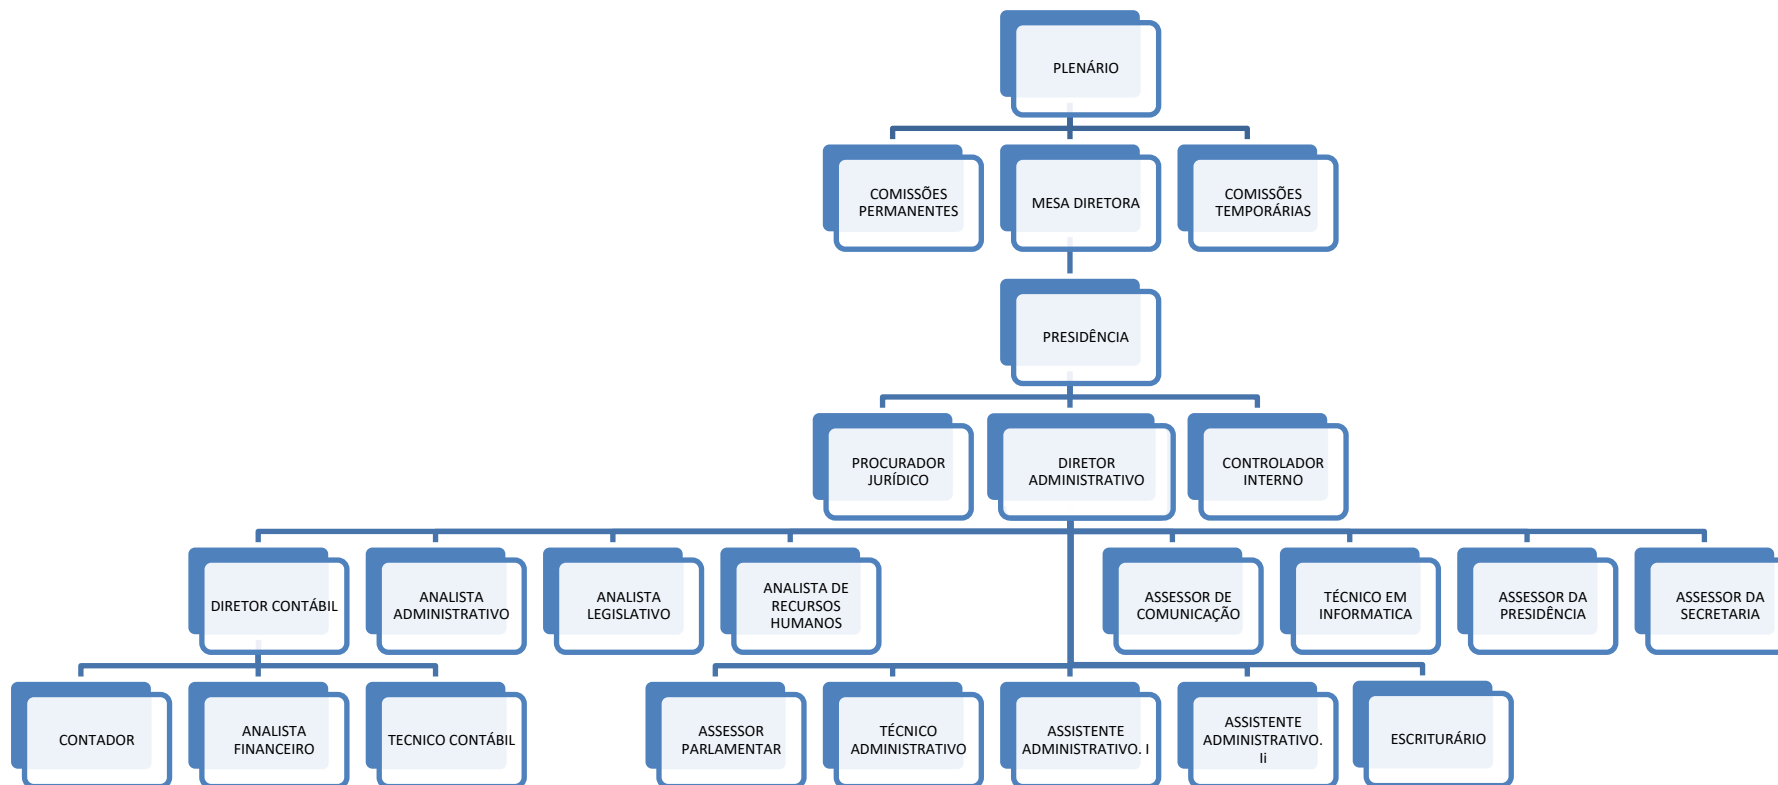 PLENÁRIO
COMISSÕES
PERMANENTES
MESA DIRETORA
COMISSÕES
TEMPORÁRIAS
PRESIDÊNCIA
PROCURADOR
JURÍDICO
DIRETOR
ADMINISTRATIVO
CONTROLADOR
INTERNO
DIRETOR CONTÁBIL
ANALISTA
ADMINISTRATIVO
ANALISTA
LEGISLATIVO
ANALISTA DE
RECURSOS
HUMANOS
ASSESSOR DE
COMUNICAÇÃO
TÉCNICO EM
INFORMATICA
ASSESSOR DA
PRESIDÊNCIA
ASSESSOR DA
SECRETARIA
CONTADOR
ANALISTA
FINANCEIRO
TECNICO CONTÁBIL
ASSESSOR
PARLAMENTAR
TÉCNICO
ADMINISTRATIVO
ASSISTENTE
ADMINISTRATIVO. I
ASSISTENTE
ADMINISTRATIVO.
Ii
ESCRITURÁRIO